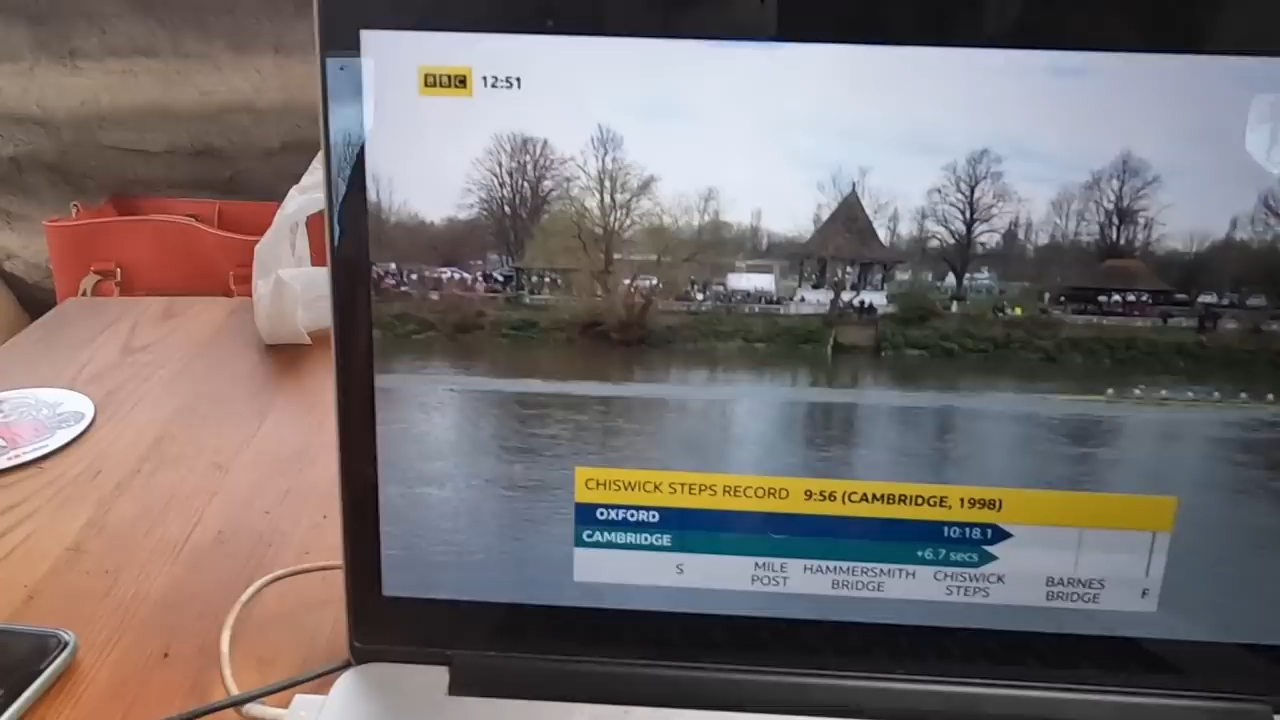 BBC 12:51
CHISWICK STEPS RECORD 9:56 (CAMBRIDGE, 1998)
OXFORD 10:18.1
CAMBRIDGE +6.7 secs
S MILE POST HAMMERSMITH BRIDGE CHISWICK STEPS BARNES BRIDGE F